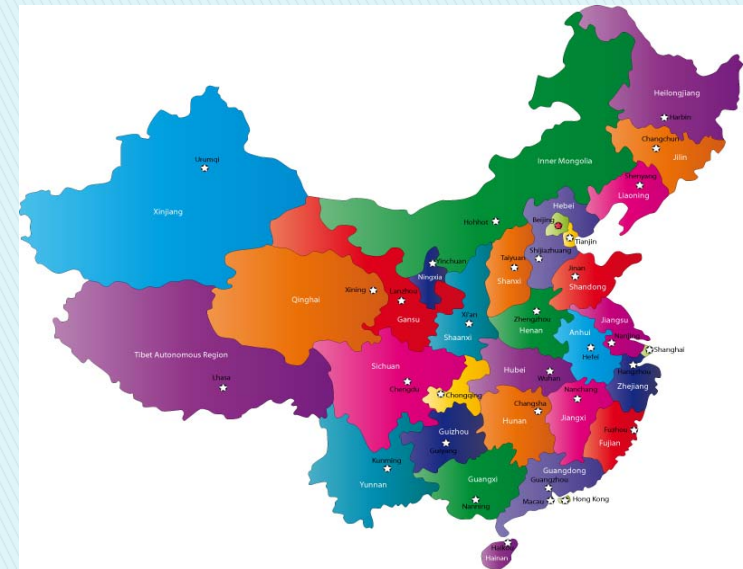 Heilongjiang
Harbin
Changchun
Jilin
Inner Mongolia
Urumqi
Shenyang
Liaoning
Xinjiang
Hebei
Beijing
Hohhot
Tianjin
Shijiazhuang
Taiyuan
Yinchuan
Jinan
Ningxia
Shanxi
Shandong
Xining
Lanzhou
Qinghai
Gansu
Xi'an
Zhengzhou
Jiangsu
Henan
Anhui
Shaanxi
Nanjing
Hefei
Shanghai
Tibet Autonomous Region
Sichuan
Hubei
Hangzhou
Wuhan
Zhejiang
Lhasa
Chengdu
Chongqing
Nanchang
Changsha
Hunan
Jiangxi
Guizhou
Fuzhou
Fujian
Guiyang
Kunming
Guangdong
Yunnan
Guangxi
Guangzhou
Hong Kong
Macau
Nanning
Haikou
Hainan